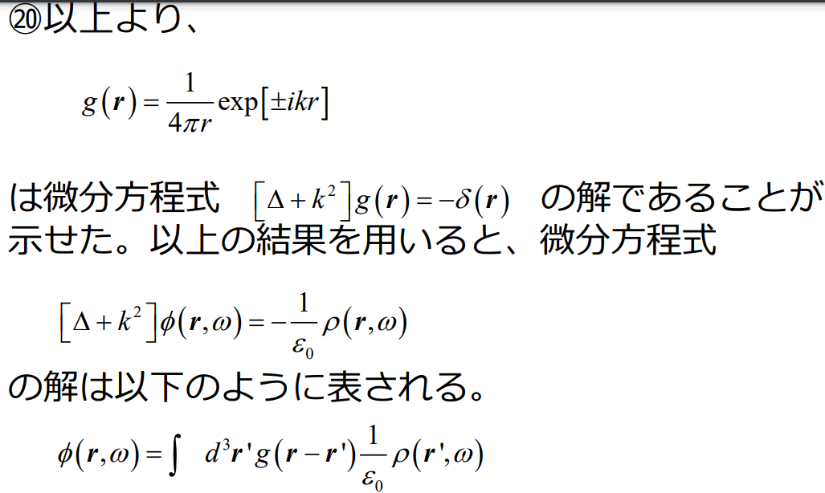 ⑳以上より、
g(r) = 1/(4πr) exp[±ikr]
は微分方程式 [Δ + k²]g(r) = −δ(r) の解であることが
示せた。以上の結果を用いると、微分方程式
[Δ + k²]ϕ(r,ω) = −(1/ε₀) ρ(r,ω)
の解は以下のように表される。
ϕ(r,ω) = ∫ d³r' g(r − r') (1/ε₀) ρ(r',ω)